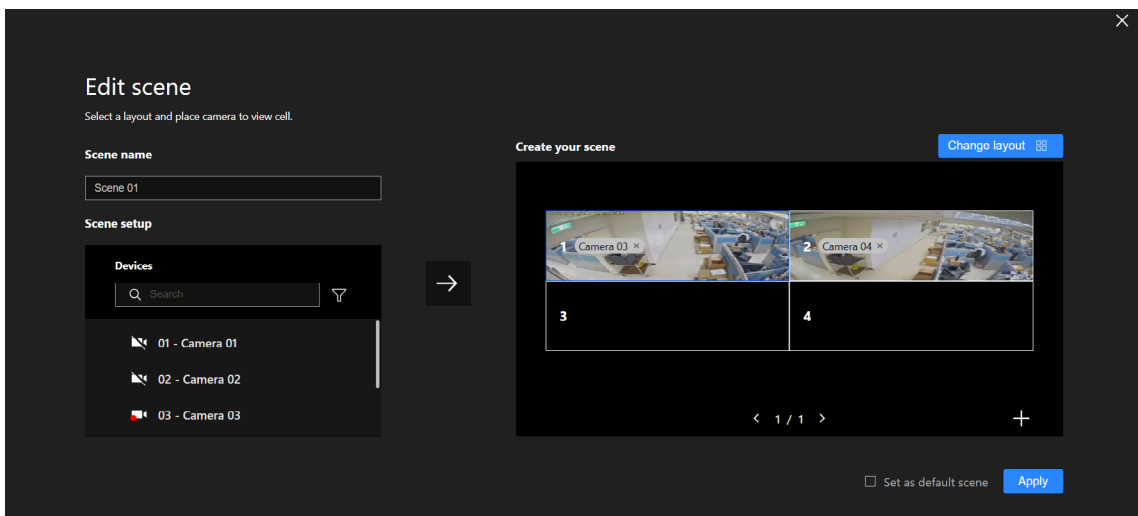 Edit scene
Select a layout and place camera to view cell.
Scene name
Scene 01
Scene setup
Devices
Search
01 - Camera 01
02 - Camera 02
03 - Camera 03
Create your scene
Change layout
1 Camera 03 ×
2 Camera 04 ×
3
4
< 1 / 1 >
Set as default scene
Apply